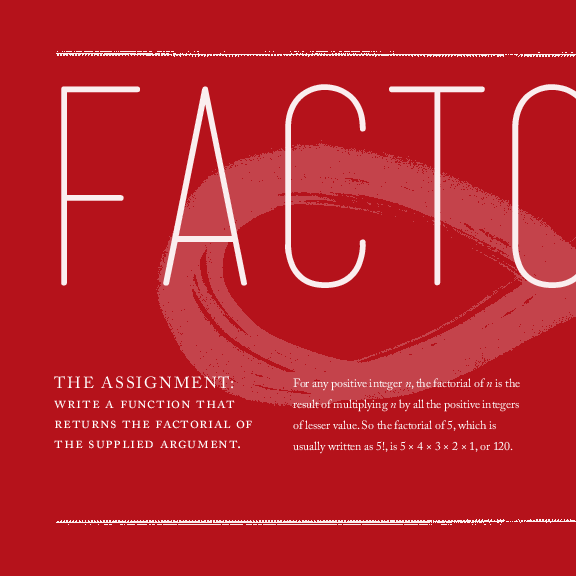 FACTO
THE ASSIGNMENT:
WRITE A FUNCTION THAT
RETURNS THE FACTORIAL OF
THE SUPPLIED ARGUMENT.
For any positive integer n, the factorial of n is the
result of multiplying n by all the positive integers
of lesser value. So the factorial of 5, which is
usually written as 5!, is 5 × 4 × 3 × 2 × 1, or 120.